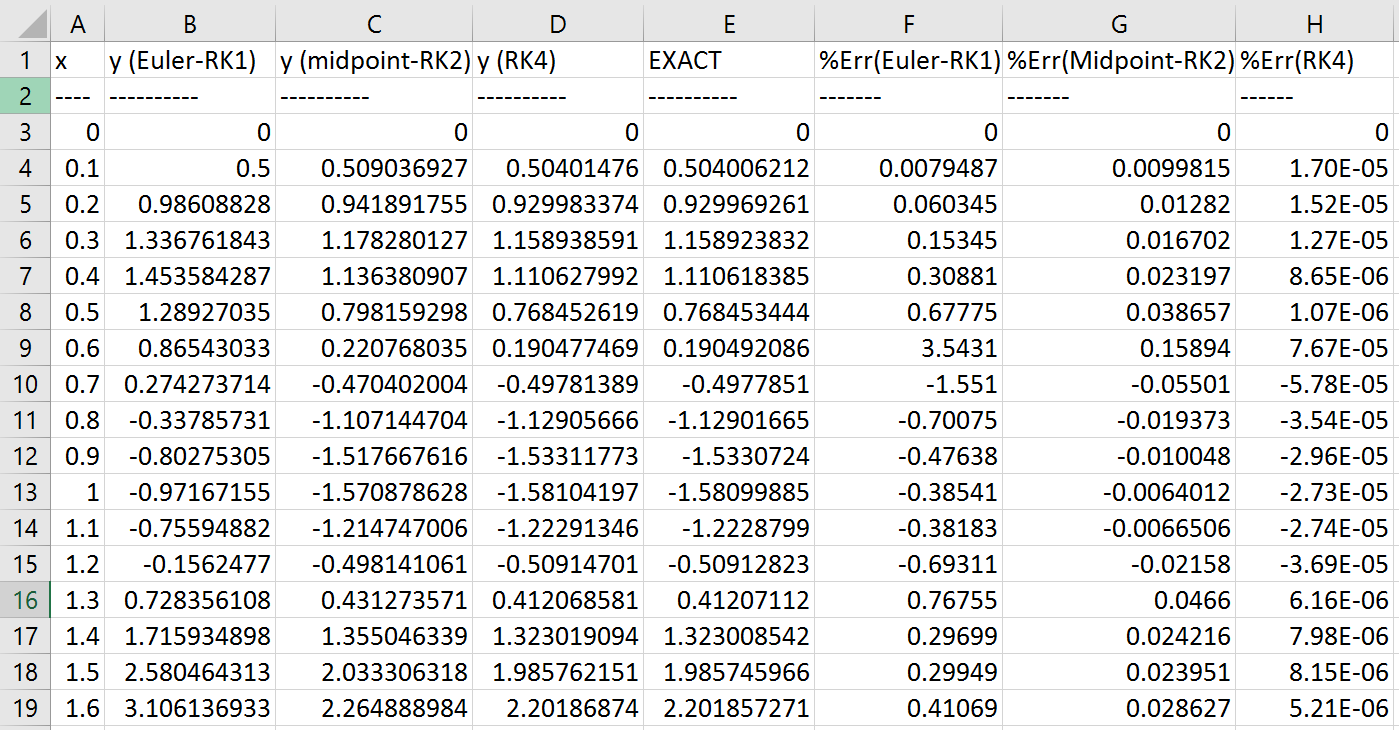 A B C D E F G H
1 x y (Euler-RK1) y (midpoint-RK2) y (RK4) EXACT %Err(Euler-RK1) %Err(Midpoint-RK2) %Err(RK4)
2 ---- ---------- ---------- ---------- ---------- ------- ------- ------
3 0 0 0 0 0 0 0 0
4 0.1 0.5 0.509036927 0.50401476 0.504006212 0.0079487 0.0099815 1.70E-05
5 0.2 0.98608828 0.941891755 0.929983374 0.929969261 0.060345 0.01282 1.52E-05
6 0.3 1.336761843 1.178280127 1.158938591 1.158923832 0.15345 0.016702 1.27E-05
7 0.4 1.453584287 1.136380907 1.110627992 1.110618385 0.30881 0.023197 8.65E-06
8 0.5 1.28927035 0.798159298 0.768452619 0.768453444 0.67775 0.038657 1.07E-06
9 0.6 0.86543033 0.220768035 0.190477469 0.190492086 3.5431 0.15894 7.67E-05
10 0.7 0.274273714 -0.470402004 -0.49781389 -0.4977851 -1.551 -0.05501 -5.78E-05
11 0.8 -0.33785731 -1.107144704 -1.12905666 -1.12901665 -0.70075 -0.019373 -3.54E-05
12 0.9 -0.80275305 -1.517667616 -1.53311773 -1.5330724 -0.47638 -0.010048 -2.96E-05
13 1 -0.97167155 -1.570878628 -1.58104197 -1.58099885 -0.38541 -0.0064012 -2.73E-05
14 1.1 -0.75594882 -1.214747006 -1.22291346 -1.2228799 -0.38183 -0.0066506 -2.74E-05
15 1.2 -0.1562477 -0.498141061 -0.50914701 -0.50912823 -0.69311 -0.02158 -3.69E-05
16 1.3 0.728356108 0.431273571 0.412068581 0.41207112 0.76755 0.0466 6.16E-06
17 1.4 1.715934898 1.355046339 1.323019094 1.323008542 0.29699 0.024216 7.98E-06
18 1.5 2.580464313 2.033306318 1.985762151 1.985745966 0.29949 0.023951 8.15E-06
19 1.6 3.106136933 2.264888984 2.20186874 2.201857271 0.41069 0.028627 5.21E-06